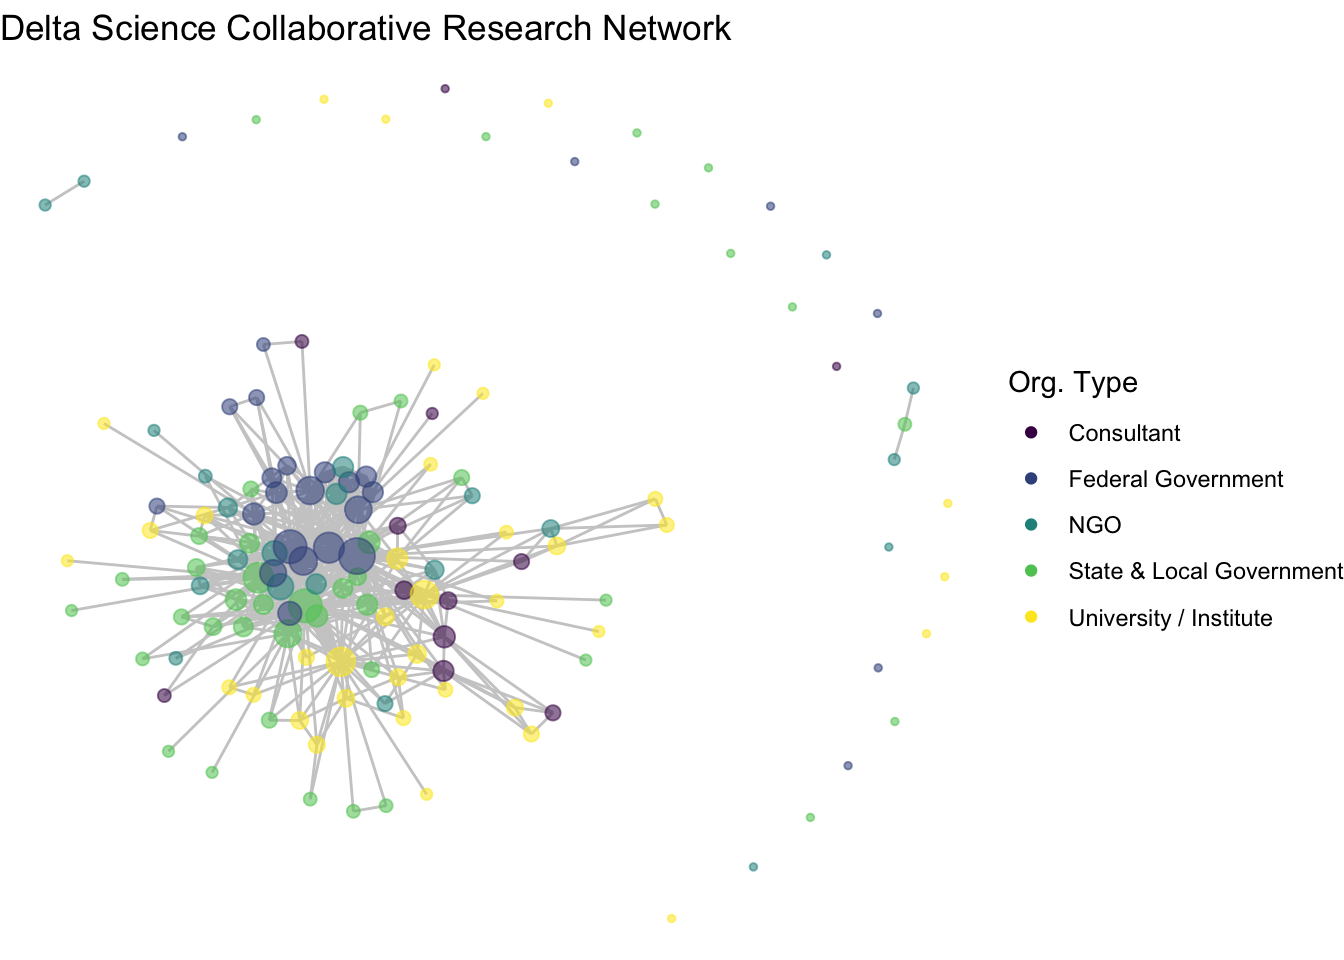 Delta Science Collaborative Research Network
Org. Type
Consultant
Federal Government
NGO
State & Local Government
University / Institute